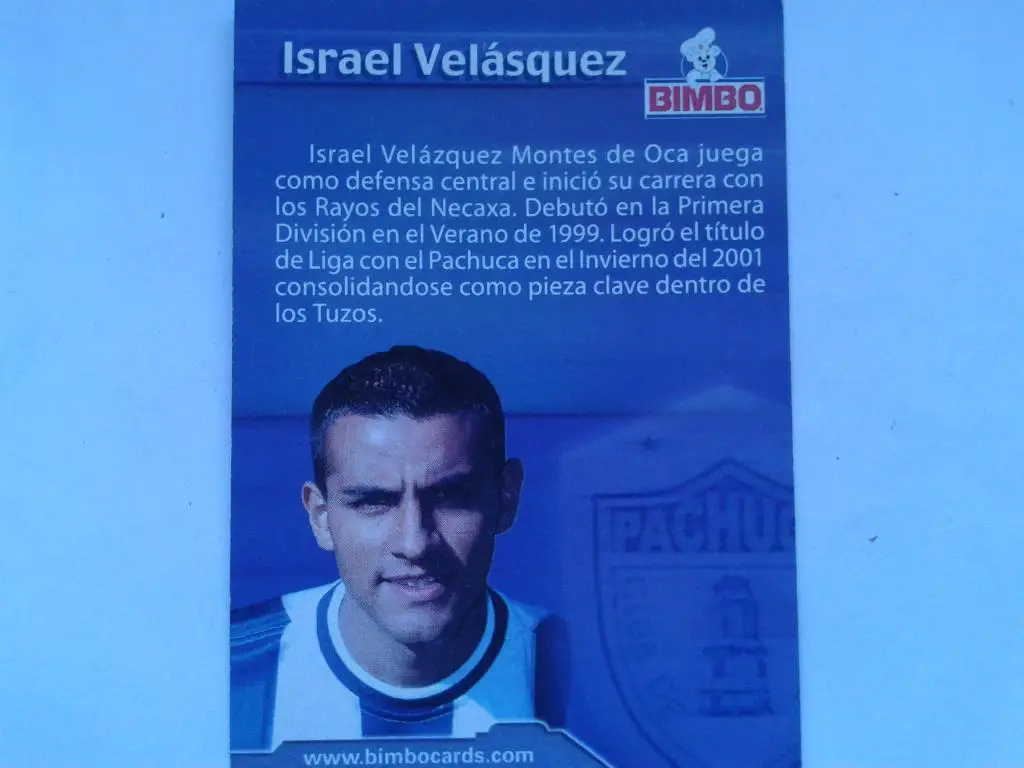 Israel Velásquez
BIMBO
Israel Velázquez Montes de Oca juega
como defensa central e inició su carrera con
los Rayos del Necaxa. Debutó en la Primera
División en el Verano de 1999. Logró el título
de Liga con el Pachuca en el Invierno del 2001
consolidandose como pieza clave dentro de
los Tuzos.
PACHUC
www.bimbocards.com